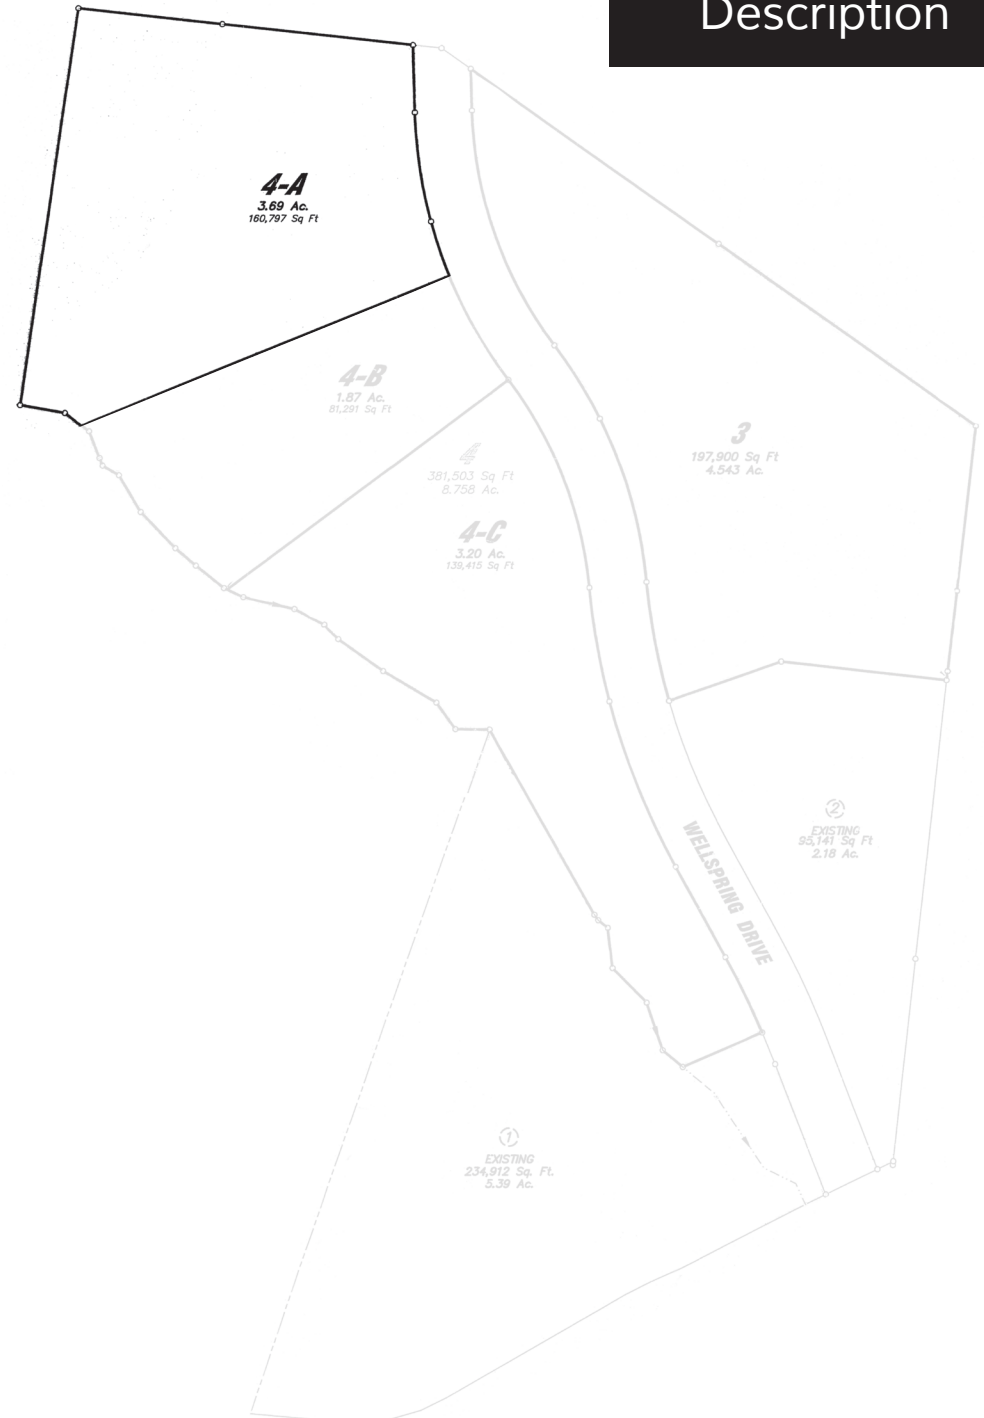 Description
4-A
3.69 Ac.
160,797 Sq Ft
4-B
1.87 Ac.
81,291 Sq Ft
3
197,900 Sq Ft
4.543 Ac.
4
381,503 Sq Ft
8.758 Ac.
4-C
3.20 Ac.
139,415 Sq Ft
2
EXISTING
95,141 Sq Ft
2.18 Ac.
WELLSPRING DRIVE
1
EXISTING
234,912 Sq. Ft.
5.39 Ac.